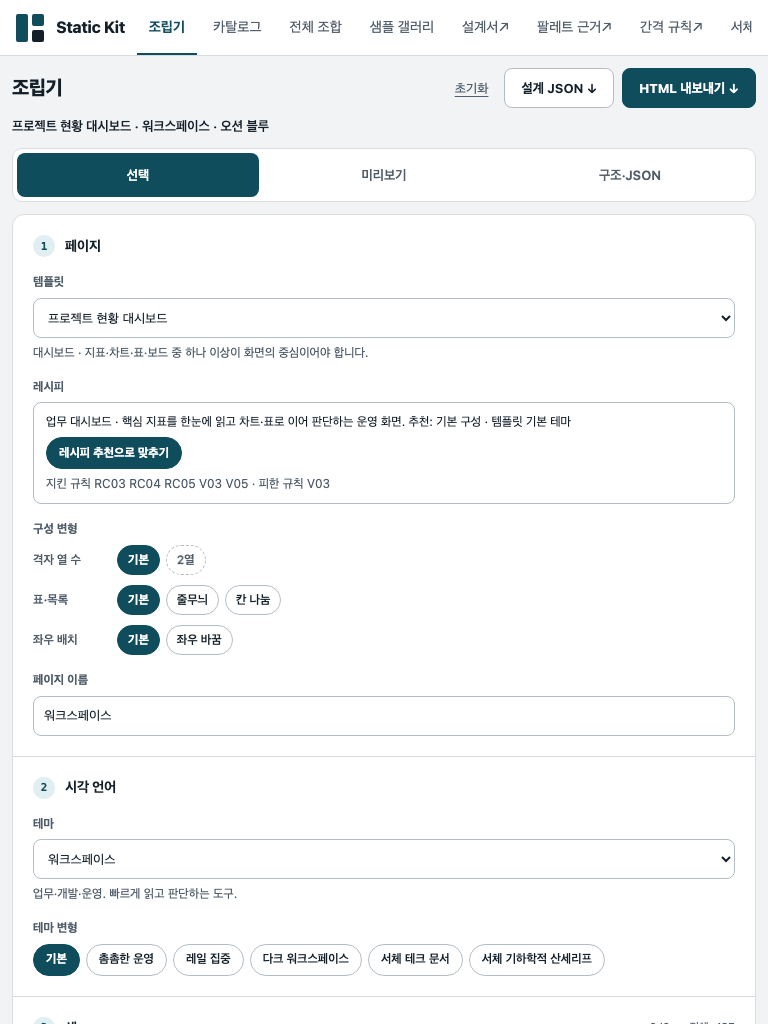 Static Kit 조립기 카탈로그 전체 조합 샘플 갤러리 설계서↗ 팔레트 근거↗ 간격 규칙↗ 서체
조립기 초기화 설계 JSON ↓ HTML 내보내기 ↓
프로젝트 현황 대시보드 · 워크스페이스 · 오션 블루
선택 미리보기 구조·JSON
1 페이지
템플릿
프로젝트 현황 대시보드
대시보드 · 지표·차트·표·보드 중 하나 이상이 화면의 중심이어야 합니다.
레시피
업무 대시보드 · 핵심 지표를 한눈에 읽고 차트·표로 이어 판단하는 운영 화면. 추천: 기본 구성 · 템플릿 기본 테마
레시피 추천으로 맞추기
지킨 규칙 RC03 RC04 RC05 V03 V05 · 피한 규칙 V03
구성 변형
격자 열 수 기본 2열
표·목록 기본 줄무늬 칸 나눔
좌우 배치 기본 좌우 바꿈
페이지 이름
워크스페이스
2 시각 언어
테마
워크스페이스
업무·개발·운영. 빠르게 읽고 판단하는 도구.
테마 변형
기본 촘촘한 운영 레일 집중 다크 워크스페이스 서체 테크 문서 서체 기하학적 산세리프